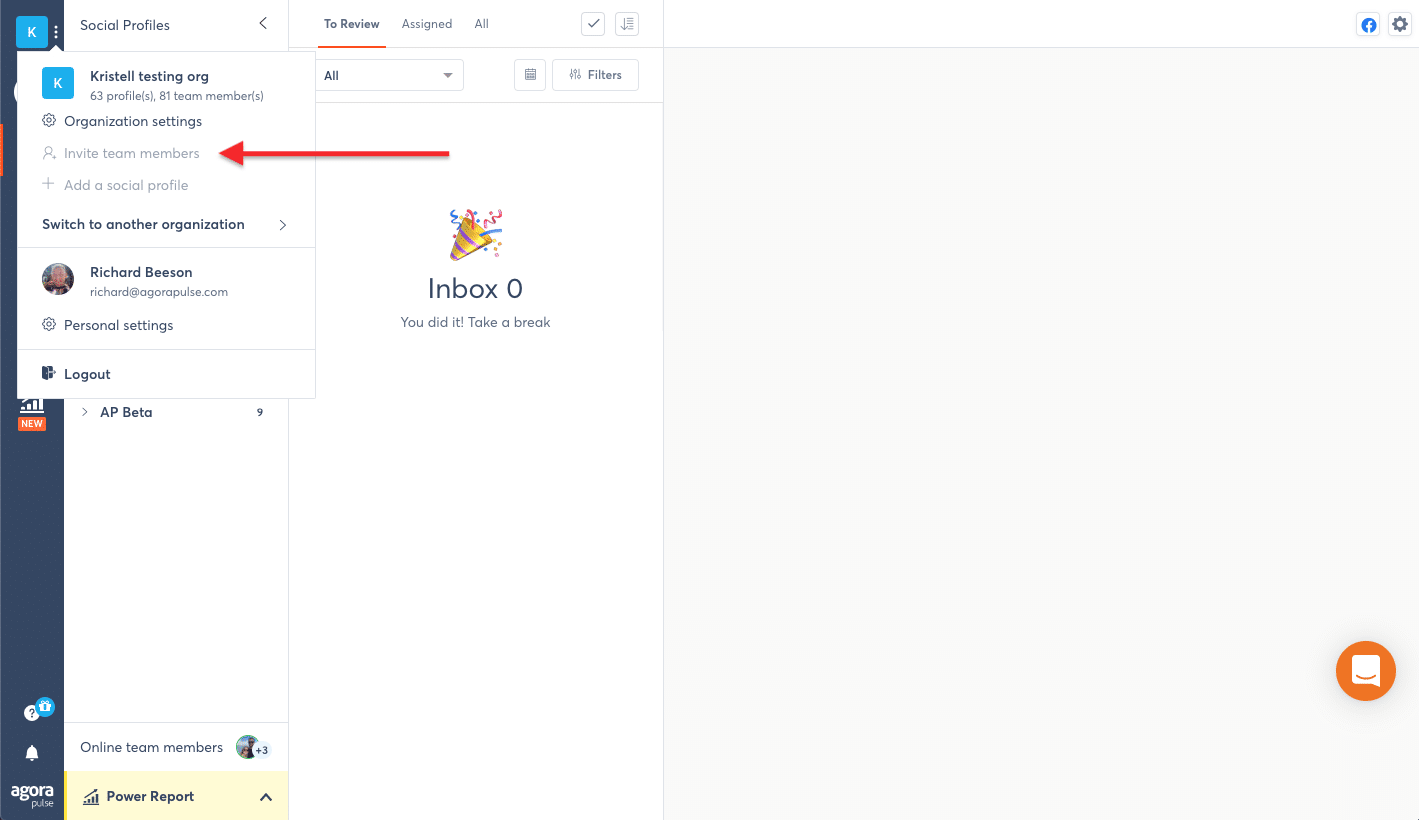 K
Social Profiles
To Review
Assigned
All
K
Kristell testing org
63 profile(s), 81 team member(s)
Organization settings
Invite team members
Add a social profile
Switch to another organization
Richard Beeson
richard@agorapulse.com
Personal settings
Logout
All
Filters
Inbox 0
You did it! Take a break
NEW
AP Beta
9
?
Online team members
+3
agora
pulse
Power Report